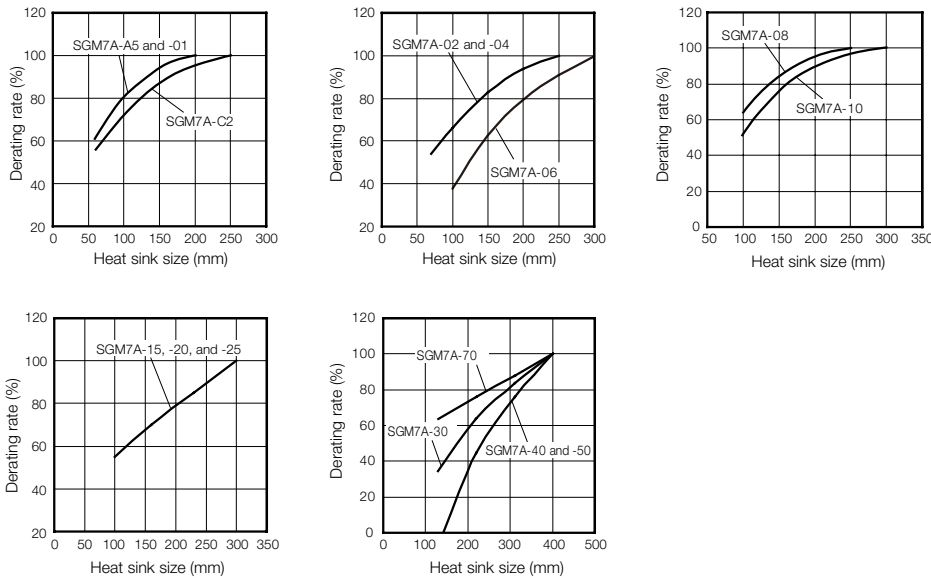 120
100
80
60
40
20
Derating rate (%)
SGM7A-A5 and -01
SGM7A-C2
0 50 100 150 200 250 300
Heat sink size (mm)
120
100
80
60
40
20
Derating rate (%)
SGM7A-02 and -04
SGM7A-06
0 50 100 150 200 250 300
Heat sink size (mm)
120
100
80
60
40
20
0
Derating rate (%)
SGM7A-08
SGM7A-10
50 100 150 200 250 300 350
Heat sink size (mm)
120
100
80
60
40
20
Derating rate (%)
SGM7A-15, -20, and -25
0 50 100 150 200 250 300 350
Heat sink size (mm)
120
100
80
60
40
20
0
Derating rate (%)
SGM7A-70
SGM7A-30
SGM7A-40 and -50
0 100 200 300 400 500
Heat sink size (mm)